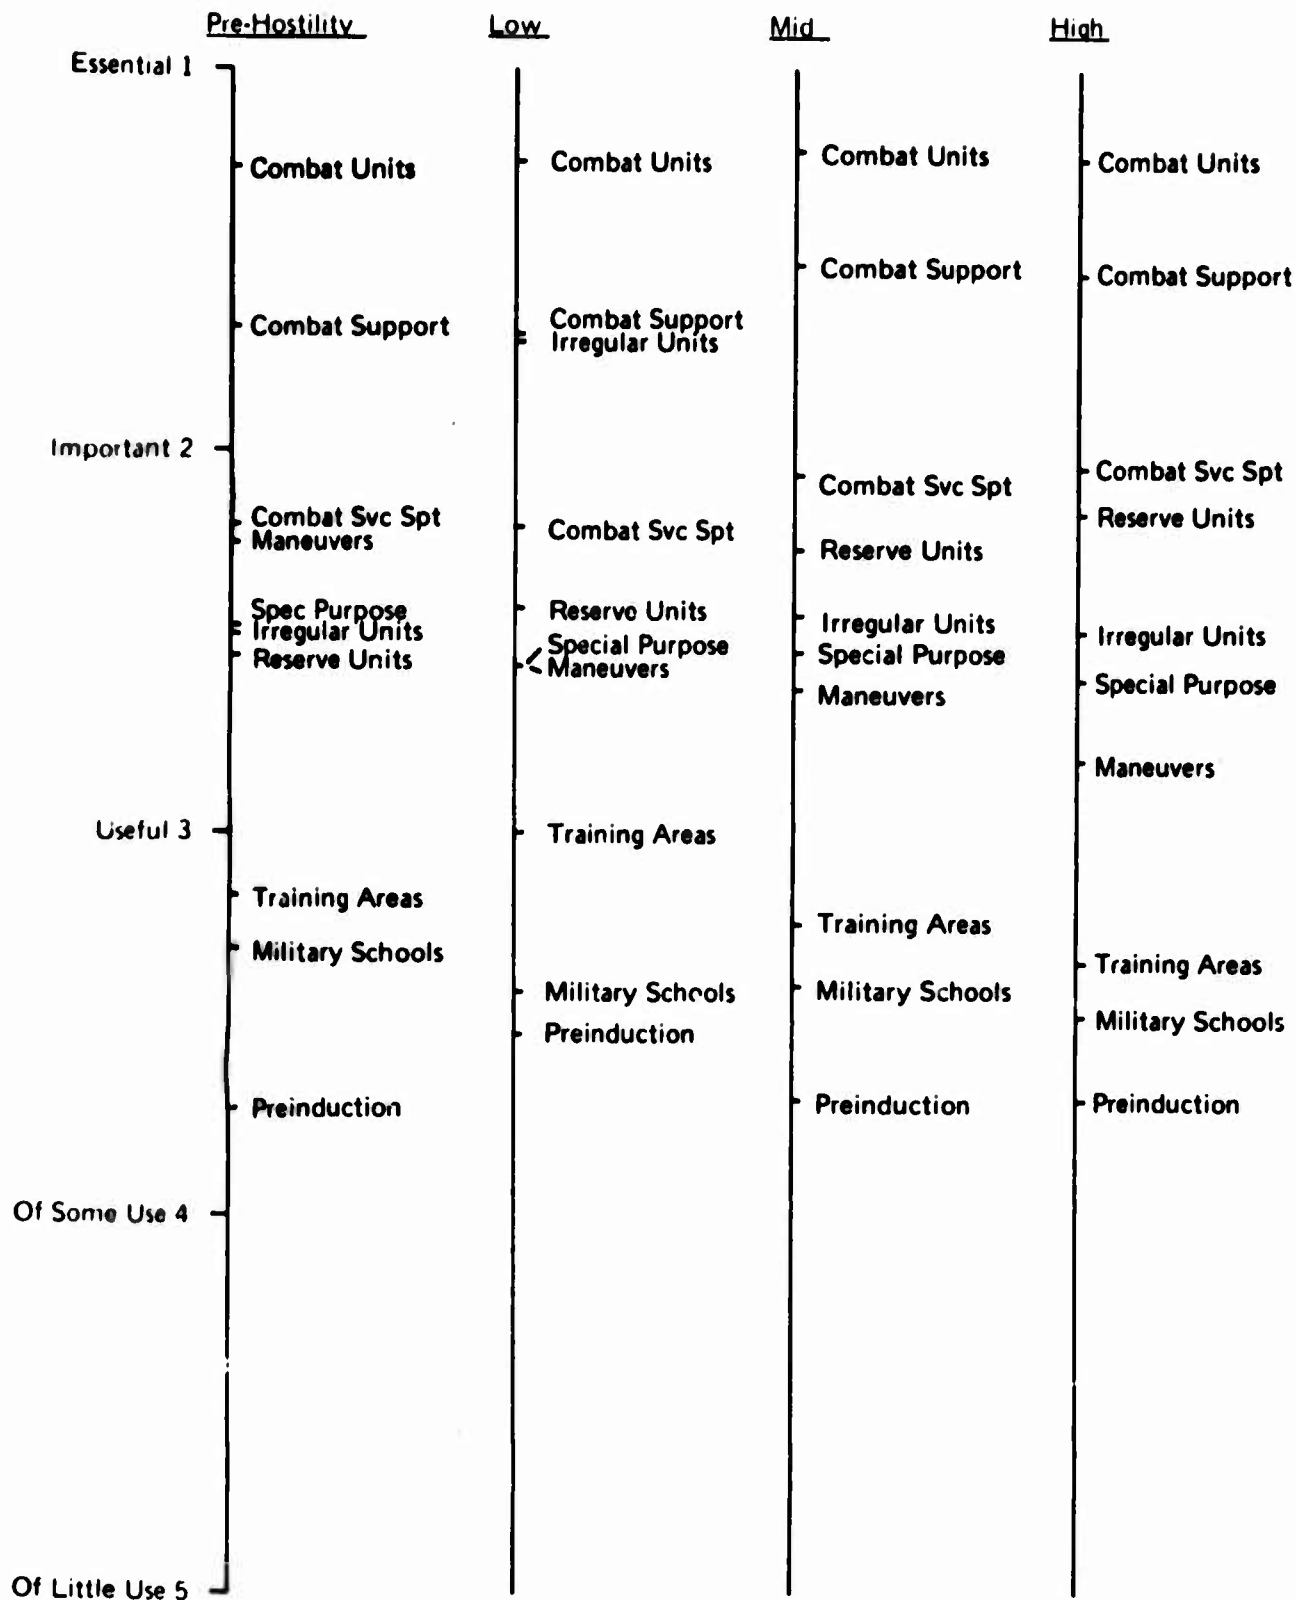 Pre-Hostility
Low
Mid
High
Essential 1
Important 2
Useful 3
Of Some Use 4
Of Little Use 5
Combat Units
Combat Support
Combat Svc Spt
Maneuvers
Spec Purpose
Irregular Units
Reserve Units
Training Areas
Military Schools
Preinduction
Combat Units
Combat Support
Irregular Units
Combat Svc Spt
Reserve Units
Special Purpose
Maneuvers
Training Areas
Military Schools
Preinduction
Combat Units
Combat Support
Combat Svc Spt
Reserve Units
Irregular Units
Special Purpose
Maneuvers
Training Areas
Military Schools
Preinduction
Combat Units
Combat Support
Combat Svc Spt
Reserve Units
Irregular Units
Special Purpose
Maneuvers
Training Areas
Military Schools
Preinduction